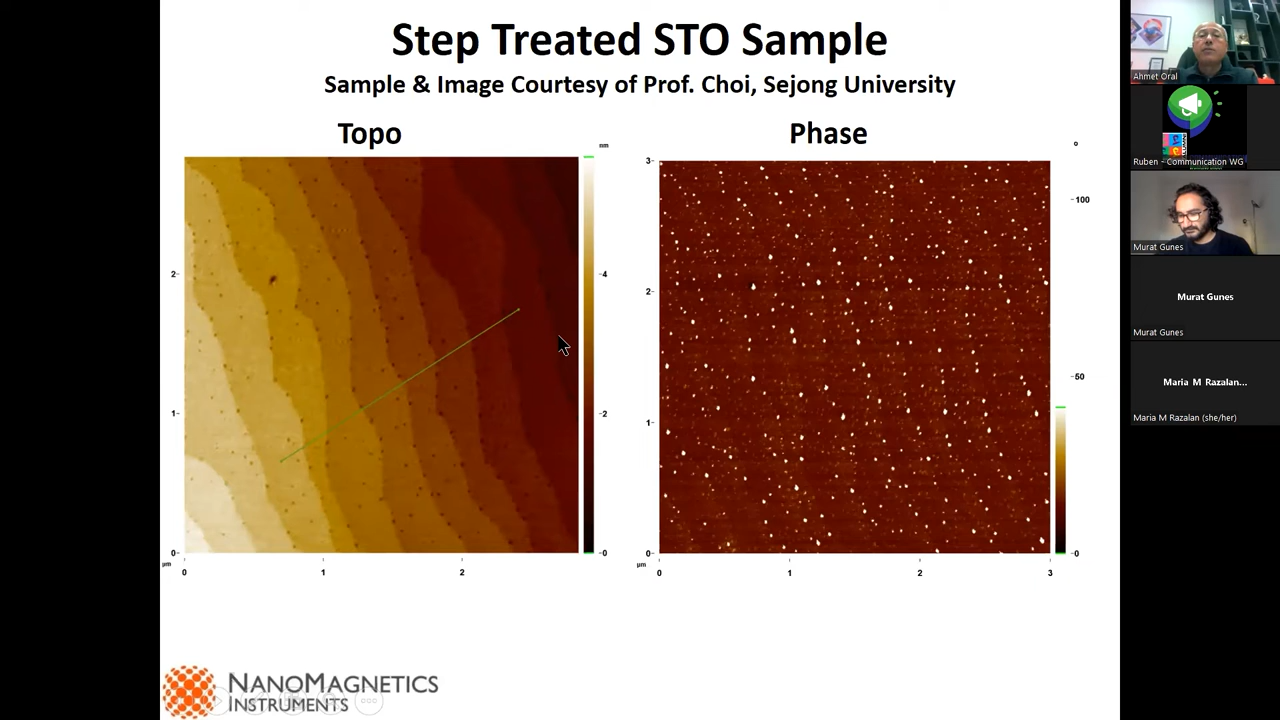 Step Treated STO Sample
Sample & Image Courtesy of Prof. Choi, Sejong University
Topo
Phase
nm
4
2
0
2
1
0
µm
0
1
2
°
100
50
0
3
2
1
0
µm
0
1
2
3
NANOMAGNETICS
INSTRUMENTS
Ahmet Oral
Ruben - Communication WG
Murat Gunes
Murat Gunes
Murat Gunes
Maria M Razalan...
Maria M Razalan (she/her)